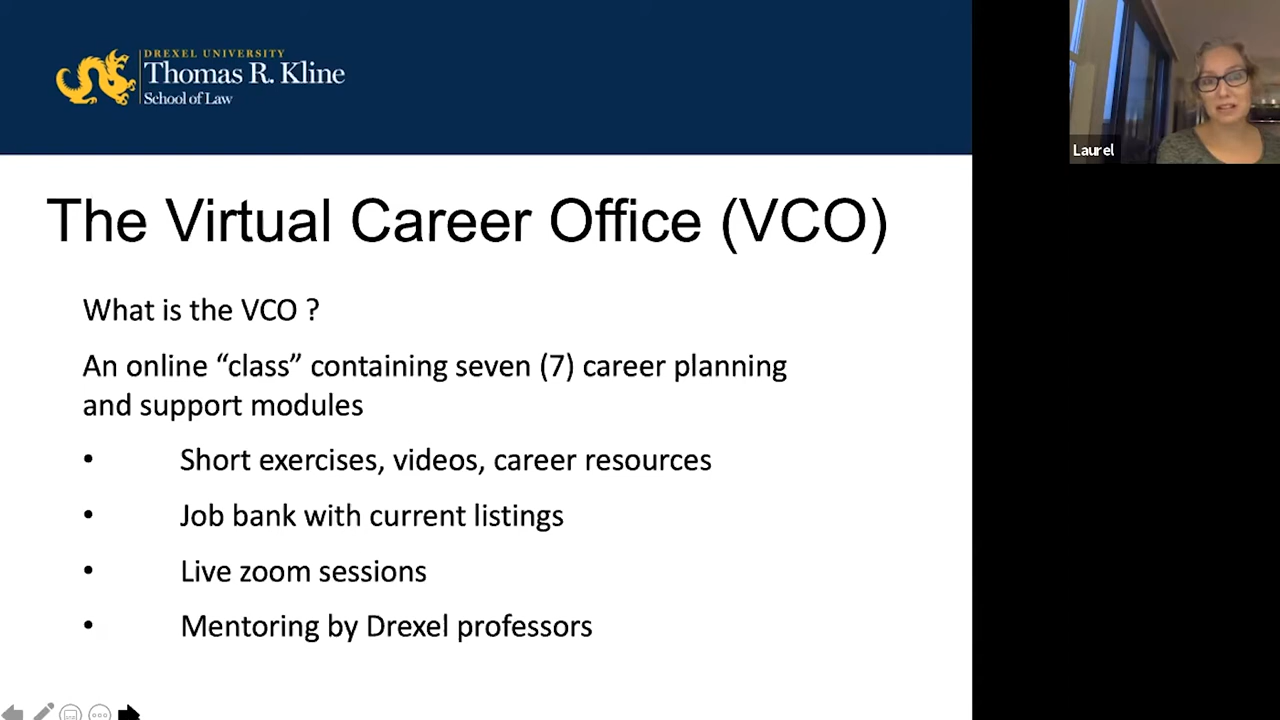 DREXEL UNIVERSITY
Thomas R. Kline
School of Law
Laurel
The Virtual Career Office (VCO)
What is the VCO ?
An online “class” containing seven (7) career planning
and support modules
• Short exercises, videos, career resources
• Job bank with current listings
• Live zoom sessions
• Mentoring by Drexel professors